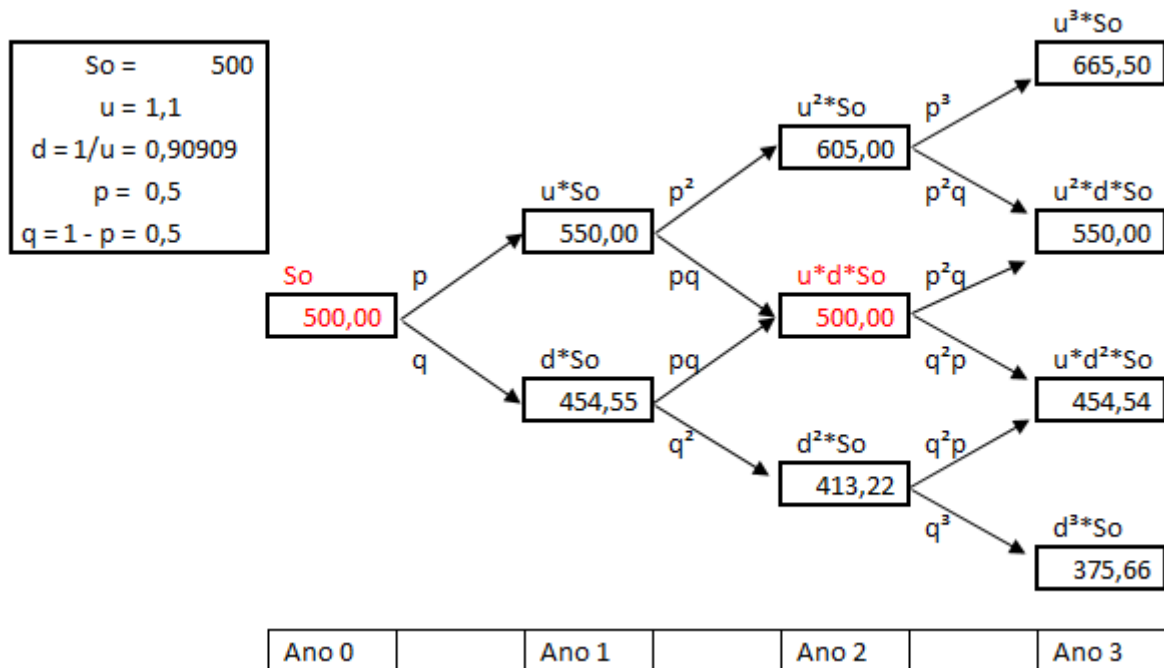 So = 500
u = 1,1
d = 1/u = 0,90909
p = 0,5
q = 1 - p = 0,5
So
500,00
p
q
u*So
550,00
d*So
454,55
p²
pq
pq
q²
u²*So
605,00
u*d*So
500,00
d²*So
413,22
p³
p²q
p²q
q²p
q²p
q³
u³*So
665,50
u²*d*So
550,00
u*d²*So
454,54
d³*So
375,66
Ano 0 Ano 1 Ano 2 Ano 3